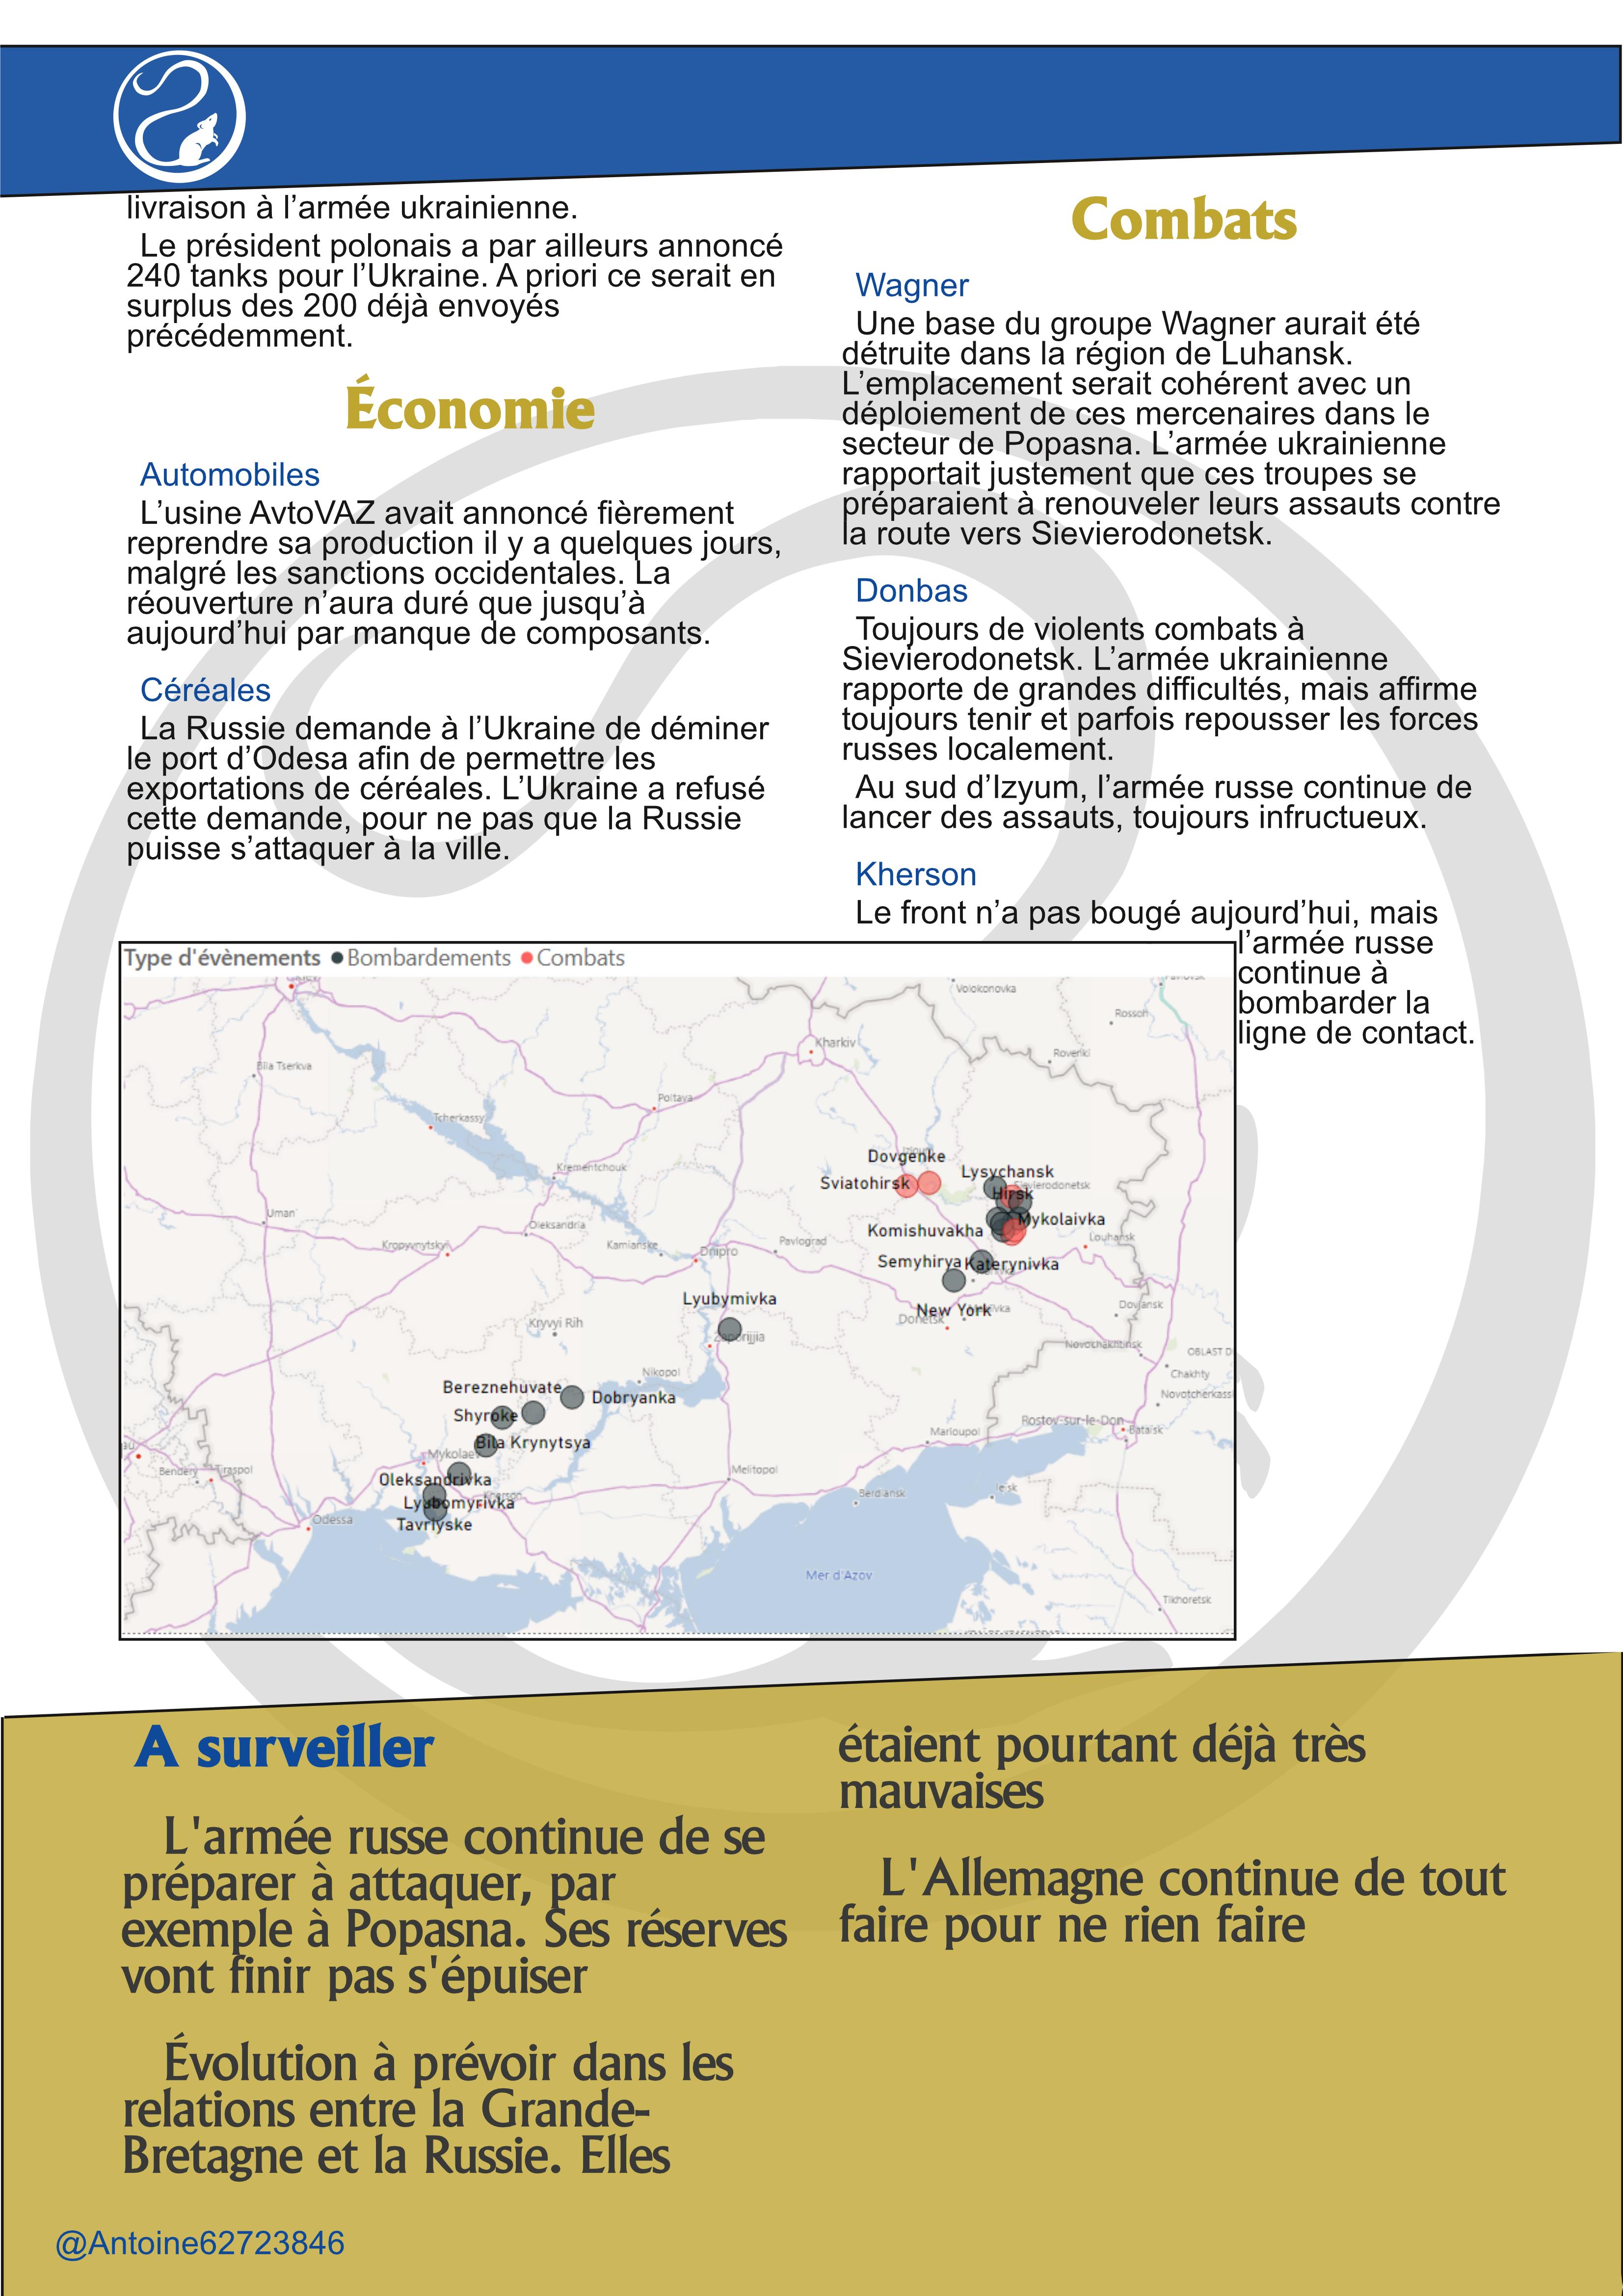 livraison à l’armée ukrainienne.
Le président polonais a par ailleurs annoncé
240 tanks pour l’Ukraine. A priori ce serait en
surplus des 200 déjà envoyés
précédemment.
Économie
Automobiles
L’usine AvtoVAZ avait annoncé fièrement
reprendre sa production il y a quelques jours,
malgré les sanctions occidentales. La
réouverture n’aura duré que jusqu’à
aujourd’hui par manque de composants.
Céréales
La Russie demande à l’Ukraine de déminer
le port d’Odesa afin de permettre les
exportations de céréales. L’Ukraine a refusé
cette demande, pour ne pas que la Russie
puisse s’attaquer à la ville.
Combats
Wagner
Une base du groupe Wagner aurait été
détruite dans la région de Luhansk.
L’emplacement serait cohérent avec un
déploiement de ces mercenaires dans le
secteur de Popasna. L’armée ukrainienne
rapportait justement que ces troupes se
préparaient à renouveler leurs assauts contre
la route vers Sievierodonetsk.
Donbas
Toujours de violents combats à
Sievierodonetsk. L’armée ukrainienne
rapporte de grandes difficultés, mais affirme
toujours tenir et parfois repousser les forces
russes localement.
Au sud d’Izyum, l’armée russe continue de
lancer des assauts, toujours infructueux.
Kherson
Le front n’a pas bougé aujourd’hui, mais
l’armée russe
continue à
bombarder la
ligne de contact.
Type d'évènements Bombardements Combats
Volokonovka
Rossoh
Kharkiv
Rovenki
Bila Tserkva
Poltava
Tcherkassy
Dovgenke
Krementchouk
Lysychansk
Sviatohirsk
Sievierodonetsk
Hirsk
Uman
Oleksandria
Mykolaivka
Komishuvakha
Kropyvnytskyi
Kamianske
Pavlograd
Louhansk
Dnipro
Semyhirya
Katerynivka
Lyubymivka
New York
Dovjansk
Donetsk
Kryvyi Rih
Zaporijjia
Novochakhtinsk
OBLAST D
Nikopol
Chakhty
Bereznehuvate
Dobryanka
Novotcherkassk
Shyroke
Rostov-sur-le-Don
Bataisk
Marioupol
Bila Krynytsya
Mykolaev
Bendery
Tiraspol
Melitopol
Oleksandrivka
Berdiansk
Ieisk
Lyubomyrivka
Kherson
Odessa
Tavriyske
Mer d'Azov
Tikhoretsk
A surveiller
L'armée russe continue de se
préparer à attaquer, par
exemple à Popasna. Ses réserves
vont finir pas s'épuiser
Évolution à prévoir dans les
relations entre la Grande-
Bretagne et la Russie. Elles
étaient pourtant déjà très
mauvaises
L'Allemagne continue de tout
faire pour ne rien faire
@Antoine62723846